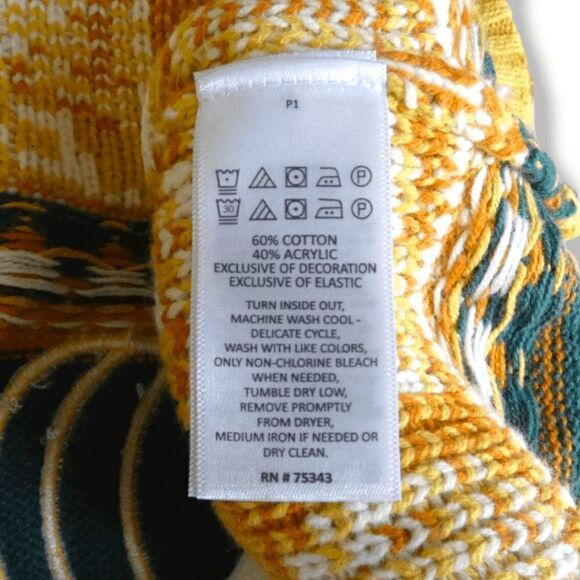 P1
P
30 P
60% COTTON
40% ACRYLIC
EXCLUSIVE OF DECORATION
EXCLUSIVE OF ELASTIC
TURN INSIDE OUT,
MACHINE WASH COOL -
DELICATE CYCLE,
WASH WITH LIKE COLORS,
ONLY NON-CHLORINE BLEACH
WHEN NEEDED,
TUMBLE DRY LOW,
REMOVE PROMPTLY
FROM DRYER,
MEDIUM IRON IF NEEDED OR
DRY CLEAN.
RN # 75343